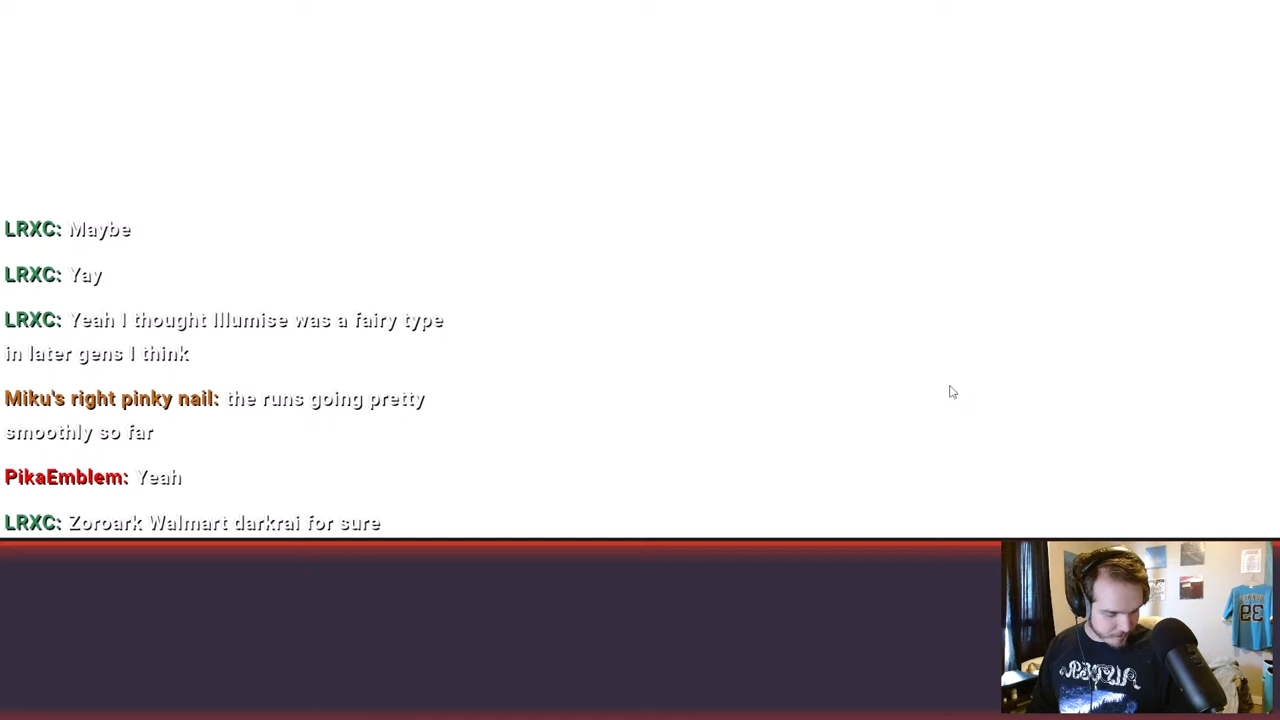 LRXC: Maybe
LRXC: Yay
LRXC: Yeah I thought Illumise was a fairy type
in later gens I think
Miku's right pinky nail: the runs going pretty
smoothly so far
PikaEmblem: Yeah
LRXC: Zoroark Walmart darkrai for sure